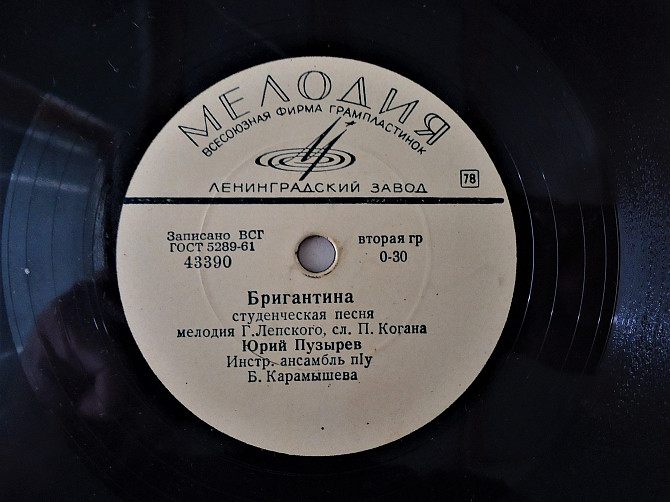 МЕЛОДИЯ
ВСЕСОЮЗНАЯ ФИРМА ГРАМПЛАСТИНОК
ЛЕНИНГРАДСКИЙ ЗАВОД
78
Записано ВСГ
ГОСТ 5289-61
43390
вторая гр
0-30
Бригантина
студенческая песня
мелодия Г.Лепского, сл. П. Когана
Юрий Пузырев
Инстр. ансамбль п/у
Б. Карамышева